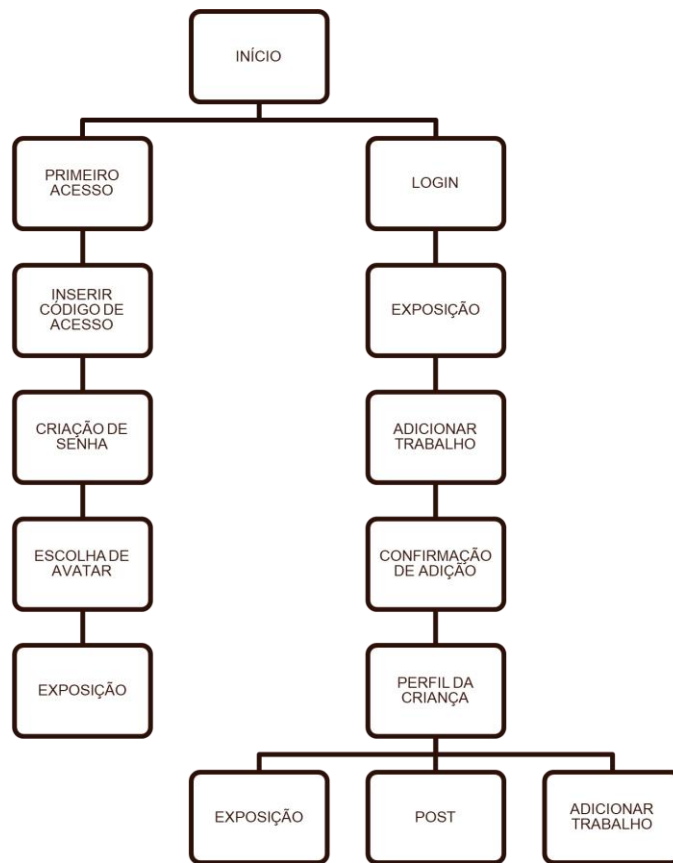 INÍCIO
PRIMEIRO
ACESSO
INSERIR
CÓDIGO DE
ACESSO
CRIAÇÃO DE
SENHA
ESCOLHA DE
AVATAR
EXPOSIÇÃO
LOGIN
EXPOSIÇÃO
ADICIONAR
TRABALHO
CONFIRMAÇÃO
DE ADIÇÃO
PERFIL DA
CRIANÇA
EXPOSIÇÃO
POST
ADICIONAR
TRABALHO